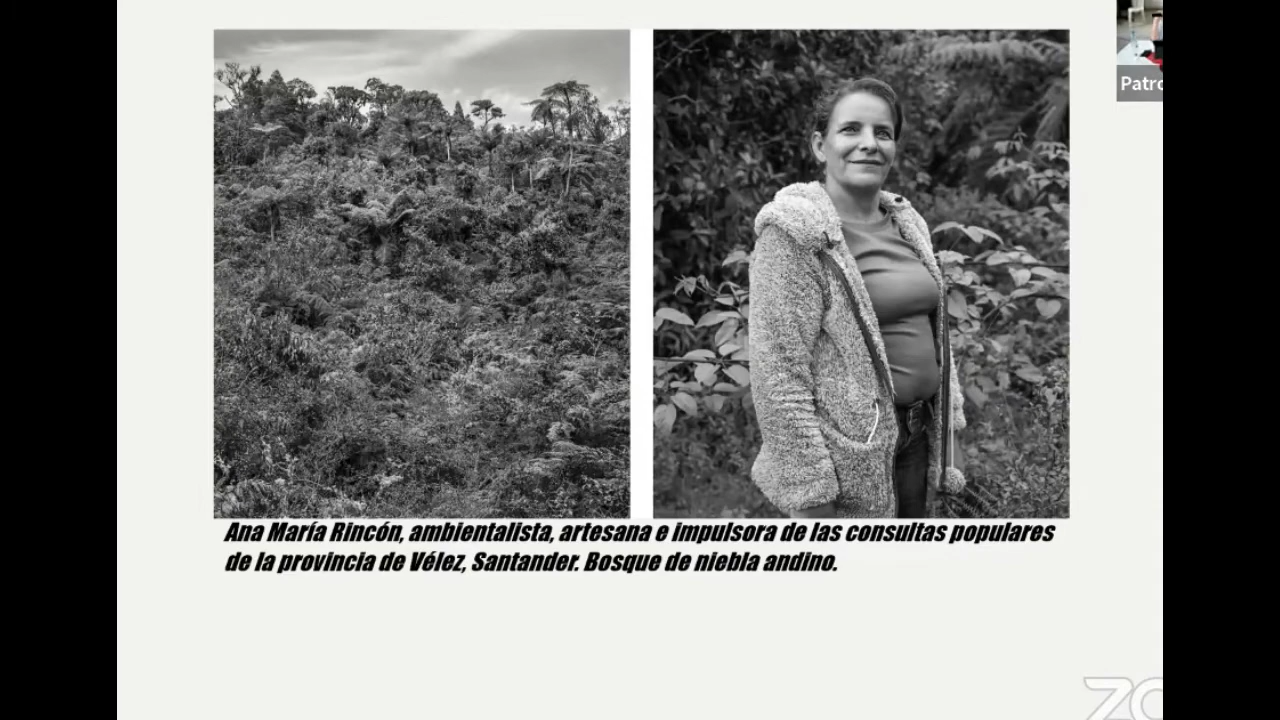 Ana María Rincón, ambientalista, artesana e impulsora de las consultas populares
de la provincia de Vélez, Santander. Bosque de niebla andino.